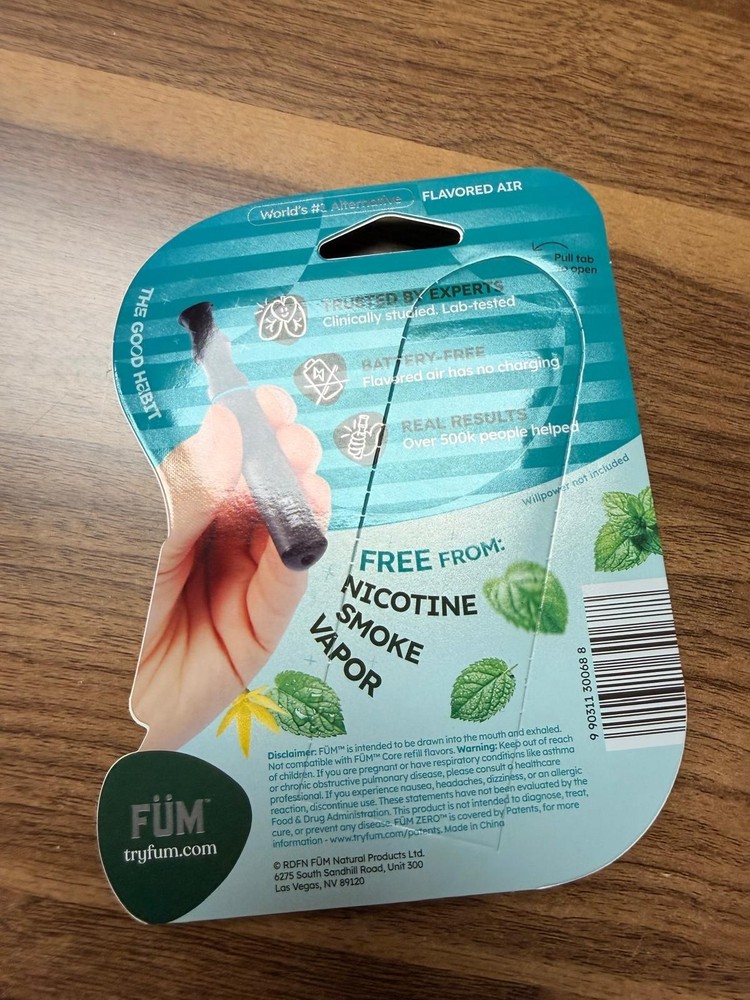 World's #1 Alternative
FLAVORED AIR
Pull tab
to open
THE GOOD HABIT
TRUSTED BY EXPERTS
Clinically studied. Lab-tested
BATTERY-FREE
Flavored air has no charging
REAL RESULTS
Over 500k people helped
Willpower not included
FREE FROM:
NICOTINE
SMOKE
VAPOR
9 90311 30068 8
Disclaimer: FÜM™ is intended to be drawn into the mouth and exhaled.
Not compatible with FÜM™ Core refill flavors. Warning: Keep out of reach
of children. If you are pregnant or have respiratory conditions like asthma
or chronic obstructive pulmonary disease, please consult a healthcare
professional. If you experience nausea, headaches, dizziness, or an allergic
reaction, discontinue use. These statements have not been evaluated by the
Food & Drug Administration. This product is not intended to diagnose, treat,
cure, or prevent any disease. FÜM ZERO™ is covered by Patents, for more
information - www.tryfum.com/patents. Made in China
© RDFN FÜM Natural Products Ltd.
6275 South Sandhill Road, Unit 300
Las Vegas, NV 89120
FÜM™
tryfum.com